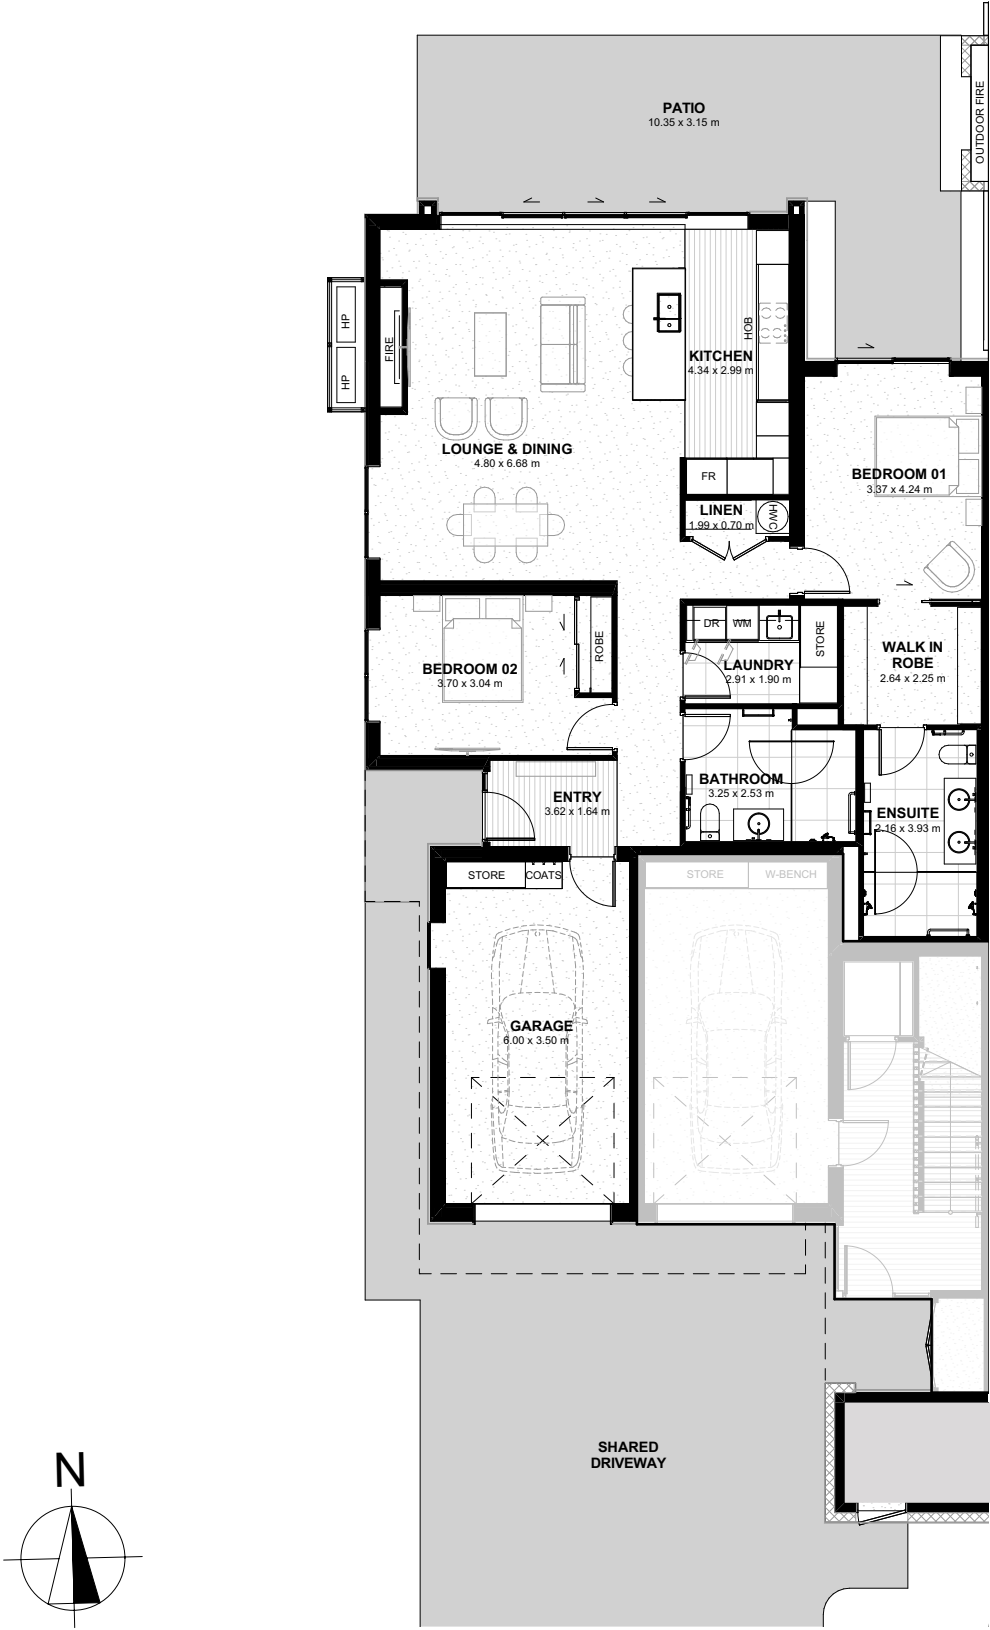 PATIO
10.35 x 3.15 m
OUTDOOR FIRE
HP
HP
FIRE
HOB
KITCHEN
4.34 x 2.99 m
LOUNGE & DINING
4.80 x 6.68 m
FR
BEDROOM 01
3.37 x 4.24 m
LINEN
1.99 x 0.70 m
HWC
DR
WM
STORE
ROBE
LAUNDRY
2.91 x 1.90 m
WALK IN
ROBE
2.64 x 2.25 m
BEDROOM 02
3.70 x 3.04 m
BATHROOM
3.25 x 2.53 m
ENTRY
3.62 x 1.64 m
ENSUITE
2.16 x 3.93 m
STORE
COATS
STORE
W-BENCH
GARAGE
6.00 x 3.50 m
SHARED
DRIVEWAY
N